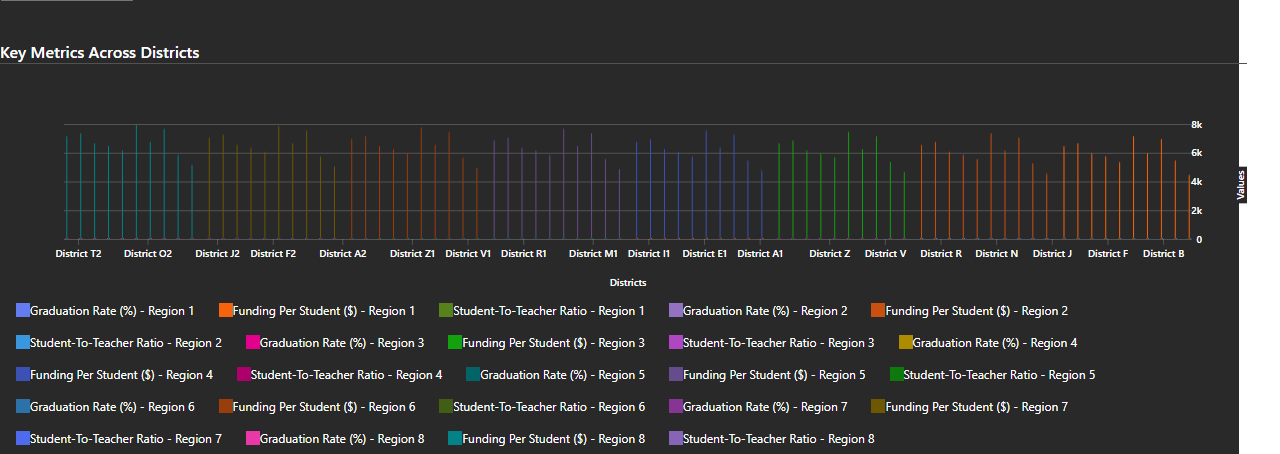 Key Metrics Across Districts
8k
6k
4k
2k
0
Values
District T2 District O2 District J2 District F2 District A2 District Z1 District V1 District R1 District M1 District I1 District E1 District A1 District Z District V District R District N District J District F District B
Districts
Graduation Rate (%) - Region 1 Funding Per Student ($) - Region 1 Student-To-Teacher Ratio - Region 1 Graduation Rate (%) - Region 2 Funding Per Student ($) - Region 2
Student-To-Teacher Ratio - Region 2 Graduation Rate (%) - Region 3 Funding Per Student ($) - Region 3 Student-To-Teacher Ratio - Region 3 Graduation Rate (%) - Region 4
Funding Per Student ($) - Region 4 Student-To-Teacher Ratio - Region 4 Graduation Rate (%) - Region 5 Funding Per Student ($) - Region 5 Student-To-Teacher Ratio - Region 5
Graduation Rate (%) - Region 6 Funding Per Student ($) - Region 6 Student-To-Teacher Ratio - Region 6 Graduation Rate (%) - Region 7 Funding Per Student ($) - Region 7
Student-To-Teacher Ratio - Region 7 Graduation Rate (%) - Region 8 Funding Per Student ($) - Region 8 Student-To-Teacher Ratio - Region 8